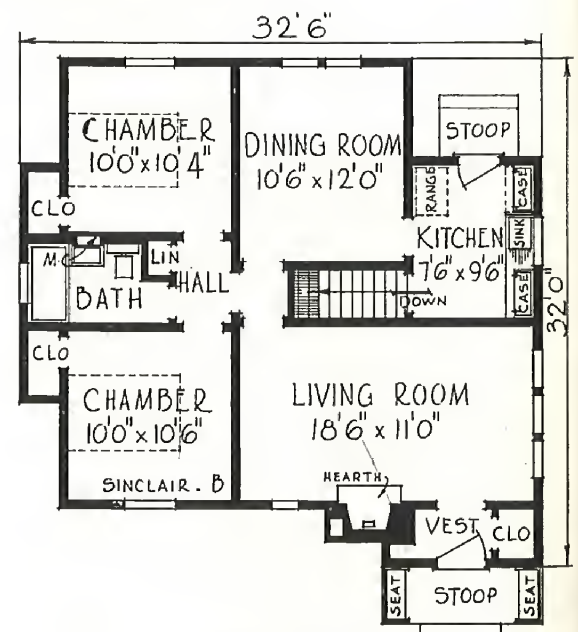 32'6"
CHAMBER
10'0"x10'4"
DINING ROOM
10'6"x12'0"
STOOP
RANGE
CASE
CLO
KITCHEN
7'6"x9'6"
SINK
CASE
M.C.
LIN
BATH
HALL
DOWN
32'0"
CLO
CHAMBER
10'0"x10'6"
LIVING ROOM
18'6"x11'0"
SINCLAIR. B
HEARTH
VEST.
CLO
SEAT
STOOP
SEAT